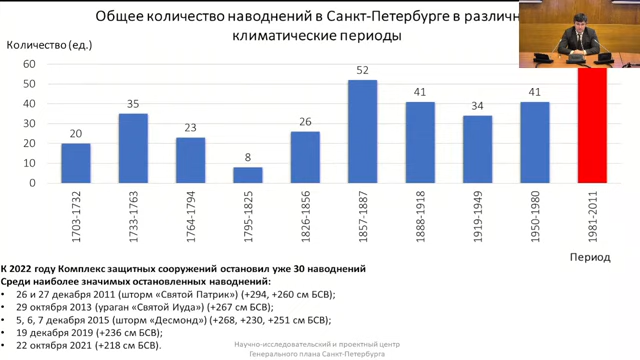 Общее количество наводнений в Санкт-Петербурге в различн
климатические периоды
Количество (ед.)
60
50
40
30
20
10
0
20
35
23
8
26
52
41
34
41
1703-1732
1733-1763
1764-1794
1795-1825
1826-1856
1857-1887
1888-1918
1919-1949
1950-1980
1981-2011
Период
К 2022 году Комплекс защитных сооружений остановил уже 30 наводнений
Среди наиболее значимых остановленных наводнений:
• 26 и 27 декабря 2011 (шторм «Святой Патрик») (+294, +260 см БСВ);
• 29 октября 2013 (ураган «Святой Иуда») (+267 см БСВ);
• 5, 6, 7 декабря 2015 (шторм «Десмонд») (+268, +230, +251 см БСВ);
• 19 декабря 2019 (+236 см БСВ);
• 22 октября 2021 (+218 см БСВ).
Научно-исследовательский и проектный центр
Генерального плана Санкт-Петербурга